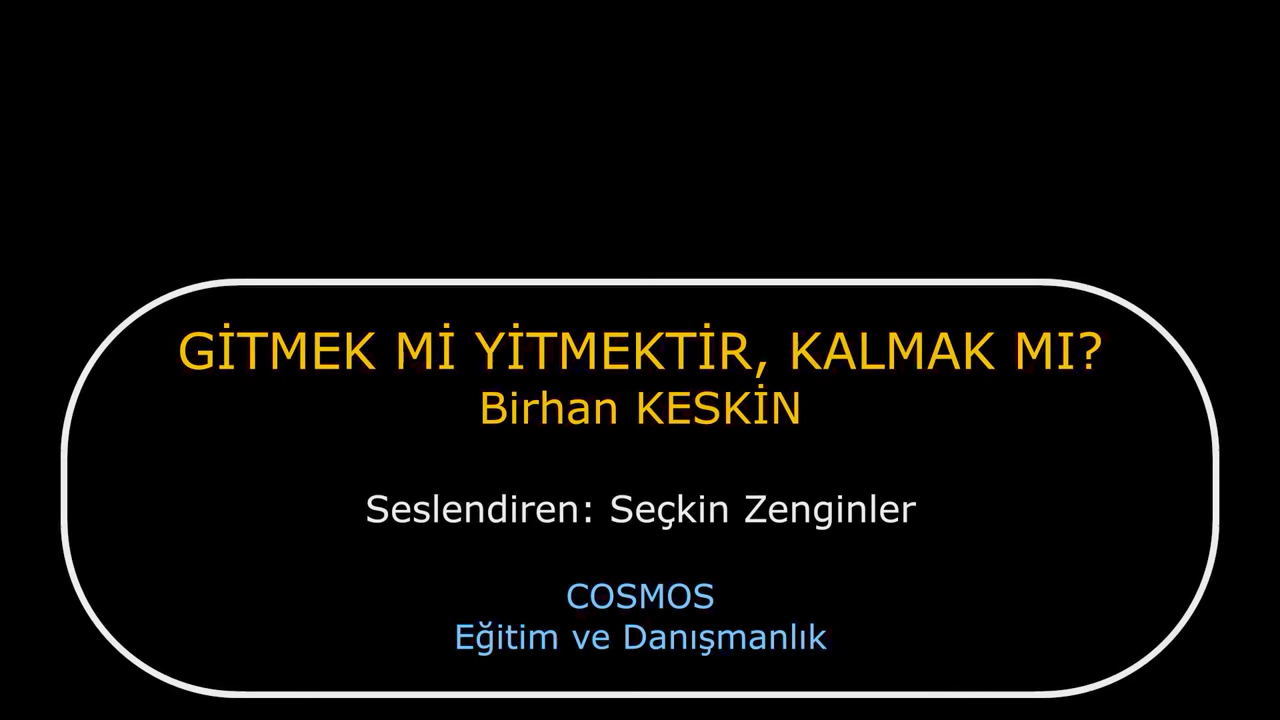 GİTMEK Mİ YİTMEKTİR, KALMAK MI?
Birhan KESKİN
Seslendiren: Seçkin Zenginler
COSMOS
Eğitim ve Danışmanlık